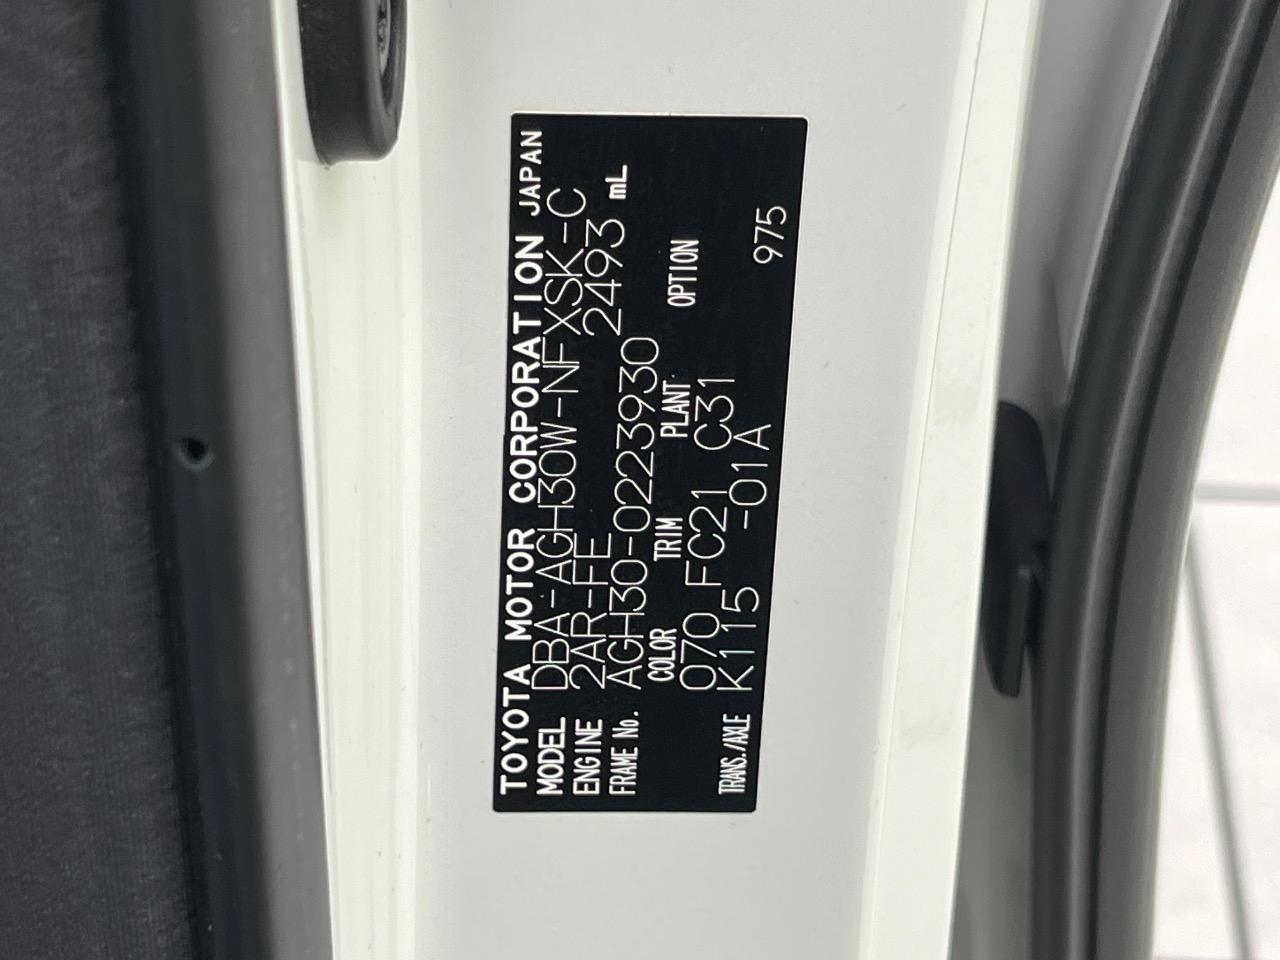 TOYOTA MOTOR CORPORATION JAPAN
MODEL DBA-AGH30W-NFXSK-C
ENGINE 2AR-FE 2493 mL
FRAME No. AGH30-0223930
COLOR TRIM PLANT OPTION
070 FC21 C31
TRANS./AXLE K115 -01A 975